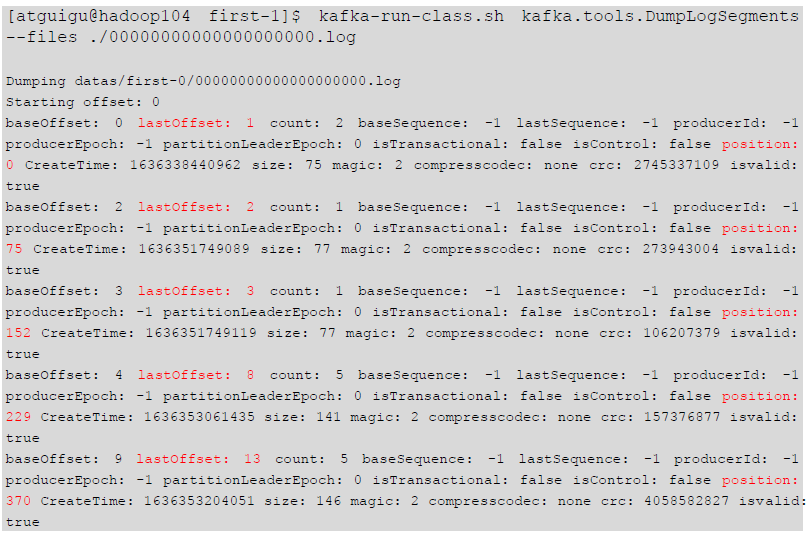 [atguigu@hadoop104 first-1]$ kafka-run-class.sh kafka.tools.DumpLogSegments
--files ./00000000000000000000.log
Dumping datas/first-0/00000000000000000000.log
Starting offset: 0
baseOffset: 0 lastOffset: 1 count: 2 baseSequence: -1 lastSequence: -1 producerId: -1
producerEpoch: -1 partitionLeaderEpoch: 0 isTransactional: false isControl: false position:
0 CreateTime: 1636338440962 size: 75 magic: 2 compresscodec: none crc: 2745337109 isvalid:
true
baseOffset: 2 lastOffset: 2 count: 1 baseSequence: -1 lastSequence: -1 producerId: -1
producerEpoch: -1 partitionLeaderEpoch: 0 isTransactional: false isControl: false position:
75 CreateTime: 1636351749089 size: 77 magic: 2 compresscodec: none crc: 273943004 isvalid:
true
baseOffset: 3 lastOffset: 3 count: 1 baseSequence: -1 lastSequence: -1 producerId: -1
producerEpoch: -1 partitionLeaderEpoch: 0 isTransactional: false isControl: false position:
152 CreateTime: 1636351749119 size: 77 magic: 2 compresscodec: none crc: 106207379 isvalid:
true
baseOffset: 4 lastOffset: 8 count: 5 baseSequence: -1 lastSequence: -1 producerId: -1
producerEpoch: -1 partitionLeaderEpoch: 0 isTransactional: false isControl: false position:
229 CreateTime: 1636353061435 size: 141 magic: 2 compresscodec: none crc: 157376877 isvalid:
true
baseOffset: 9 lastOffset: 13 count: 5 baseSequence: -1 lastSequence: -1 producerId: -1
producerEpoch: -1 partitionLeaderEpoch: 0 isTransactional: false isControl: false position:
370 CreateTime: 1636353204051 size: 146 magic: 2 compresscodec: none crc: 4058582827 isvalid:
true